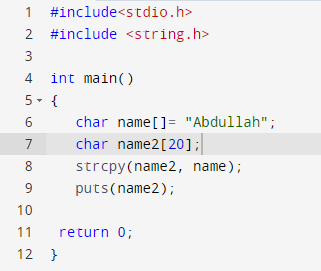 1 #include<stdio.h>
2 #include <string.h>
3
4 int main()
5 {
6 char name[]= "Abdullah";
7 char name2[20];
8 strcpy(name2, name);
9 puts(name2);
10
11 return 0;
12 }